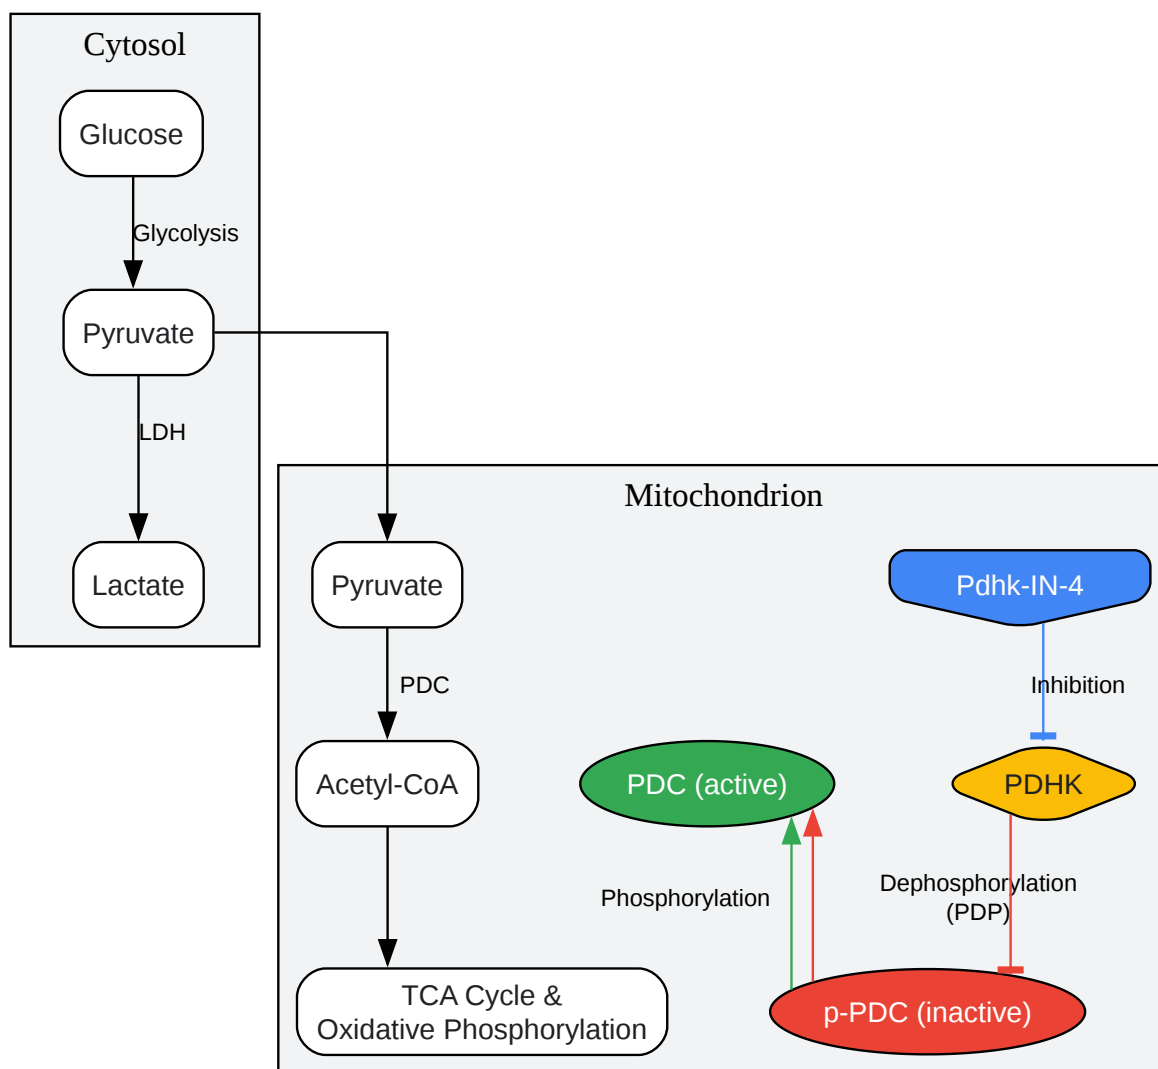 Cytosol
Glucose
Glycolysis
Pyruvate
LDH
Lactate
Mitochondrion
Pyruvate
PDC
Acetyl-CoA
TCA Cycle &
Oxidative Phosphorylation
Pdhk-IN-4
Inhibition
PDC (active)
PDHK
Phosphorylation
Dephosphorylation
(PDP)
p-PDC (inactive)